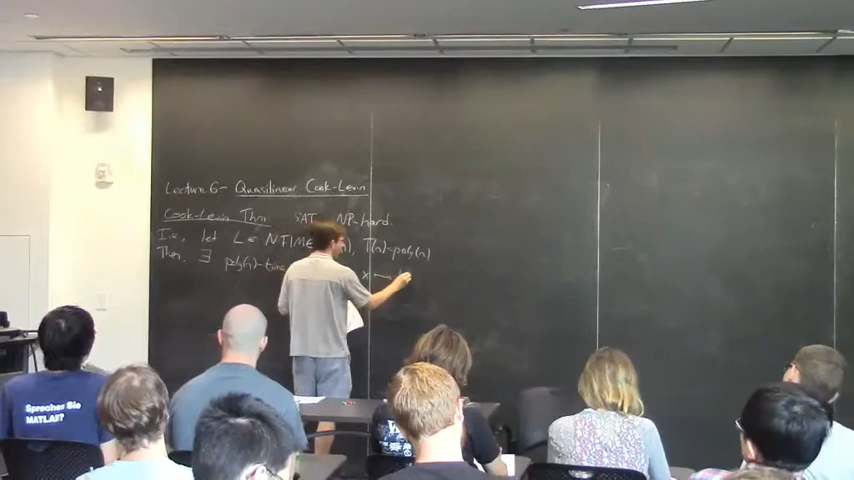 Lecture 6 - Quasilinear Cook-Levin
Cook-Levin Thm SAT NP-hard.
I.e., let L ∈ NTIME ), T(n)=poly(n)
Then ∃ poly(n)-time x ⟼
Sprechen Sie
MATLAB?